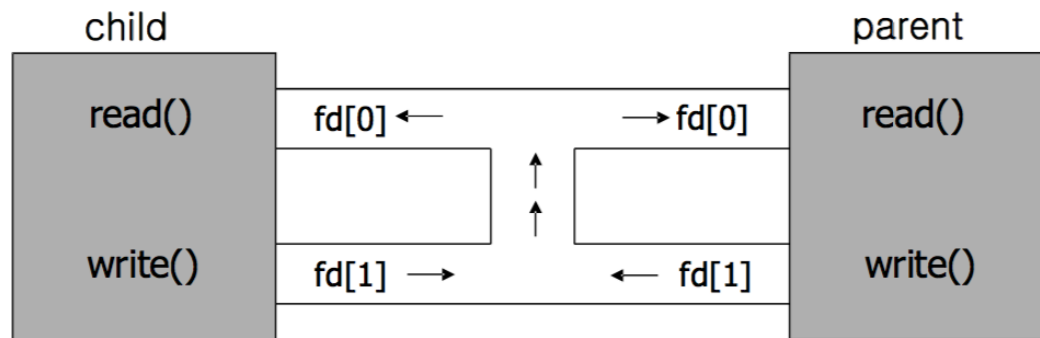 child parent
read() fd[0] fd[0] read()
write() fd[1] fd[1] write()